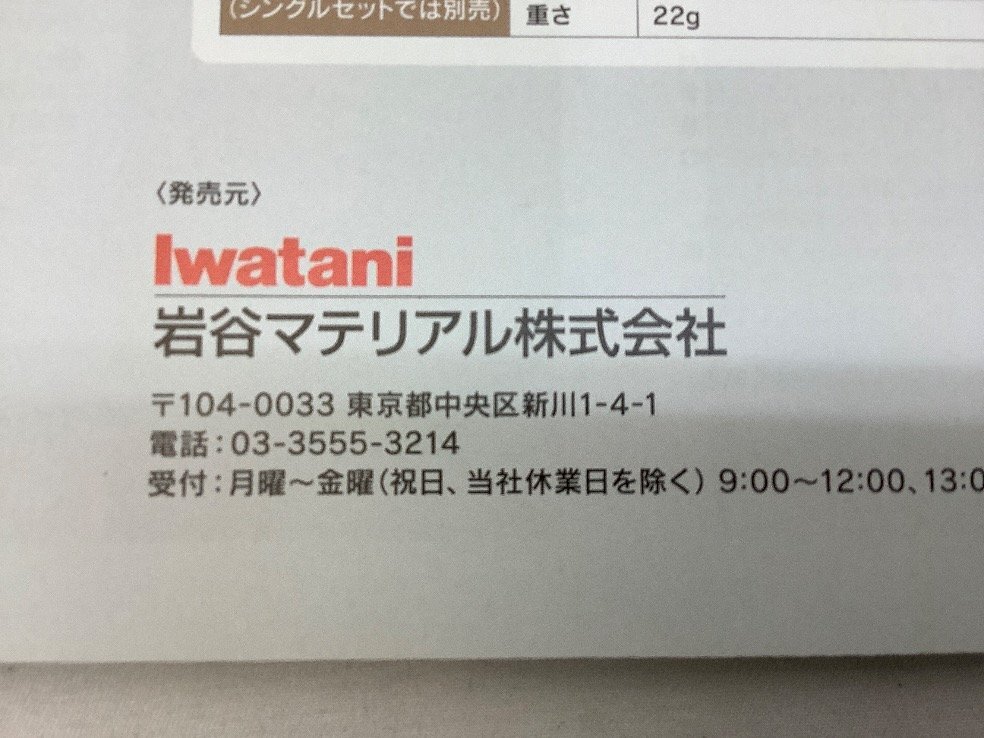 (シングルセットでは別売) 重さ 22g
〈発売元〉
Iwatani
岩谷マテリアル株式会社
〒104-0033 東京都中央区新川1-4-1
電話：03-3555-3214
受付：月曜～金曜（祝日、当社休業日を除く） 9:00～12:00、13:0